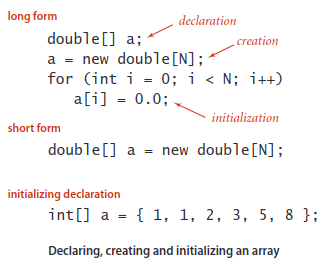 long form
declaration
double[] a;
creation
a = new double[N];
for (int i = 0; i < N; i++)
a[i] = 0.0;
initialization
short form
double[] a = new double[N];
initializing declaration
int[] a = { 1, 1, 2, 3, 5, 8 };
Declaring, creating and initializing an array